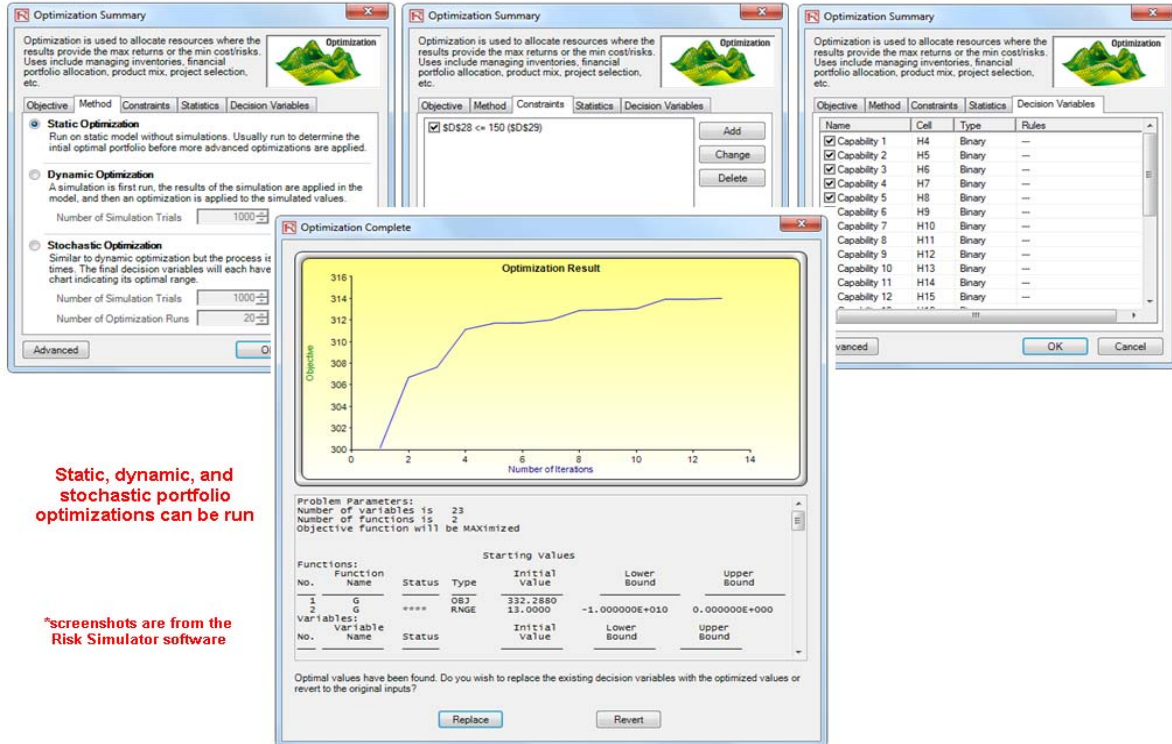 Optimization Summary
Optimization is used to allocate resources where the
results provide the max returns or the min cost/risks.
Uses include managing inventories, financial
portfolio allocation, product mix, project selection,
etc.
Optimization
Objective Method Constraints Statistics Decision Variables
Static Optimization
Run on static model without simulations. Usually run to determine the
intial optimal portfolio before more advanced optimizations are applied.
Dynamic Optimization
A simulation is first run, the results of the simulation are applied in the
model, and then an optimization is applied to the simulated values.
Number of Simulation Trials 1000
Stochastic Optimization
Similar to dynamic optimization but the process is
times. The final decision variables will each have
chart indicating its optimal range.
Number of Simulation Trials 1000
Number of Optimization Runs 20
Advanced
Optimization Summary
Optimization is used to allocate resources where the
results provide the max returns or the min cost/risks.
Uses include managing inventories, financial
portfolio allocation, product mix, project selection,
etc.
Optimization
Objective Method Constraints Statistics Decision Variables
$D$28 <= 150 ($D$29)
Add
Change
Delete
Optimization Summary
Optimization is used to allocate resources where the
results provide the max returns or the min cost/risks.
Uses include managing inventories, financial
portfolio allocation, product mix, project selection,
etc.
Optimization
Objective Method Constraints Statistics Decision Variables
Name Cell Type Rules
Capability 1 H4 Binary ---
Capability 2 H5 Binary ---
Capability 3 H6 Binary ---
Capability 4 H7 Binary ---
Capability 5 H8 Binary ---
Capability 6 H9 Binary ---
Capability 7 H10 Binary ---
Capability 8 H11 Binary ---
Capability 9 H12 Binary ---
Capability 10 H13 Binary ---
Capability 11 H14 Binary ---
Capability 12 H15 Binary ---
vanced OK Cancel
Optimization Complete
Optimization Result
316
314
312
310
308
306
304
302
300
Objective
0 2 4 6 8 10 12 14
Number of Iterations
Problem Parameters:
Number of variables is 23
Number of functions is 2
Objective function will be MAXimized
Starting Values
Functions:
Function Initial Lower Upper
No. Name Status Type Value Bound Bound
1 G OBJ 332.2880
2 G **** RNGE 13.0000 -1.000000E+010 0.000000E+000
Variables:
Variable Initial Lower Upper
No. Name Status Value Bound Bound
Optimal values have been found. Do you wish to replace the existing decision variables with the optimized values or
revert to the original inputs?
Replace Revert
Static, dynamic, and
stochastic portfolio
optimizations can be run
*screenshots are from the
Risk Simulator software